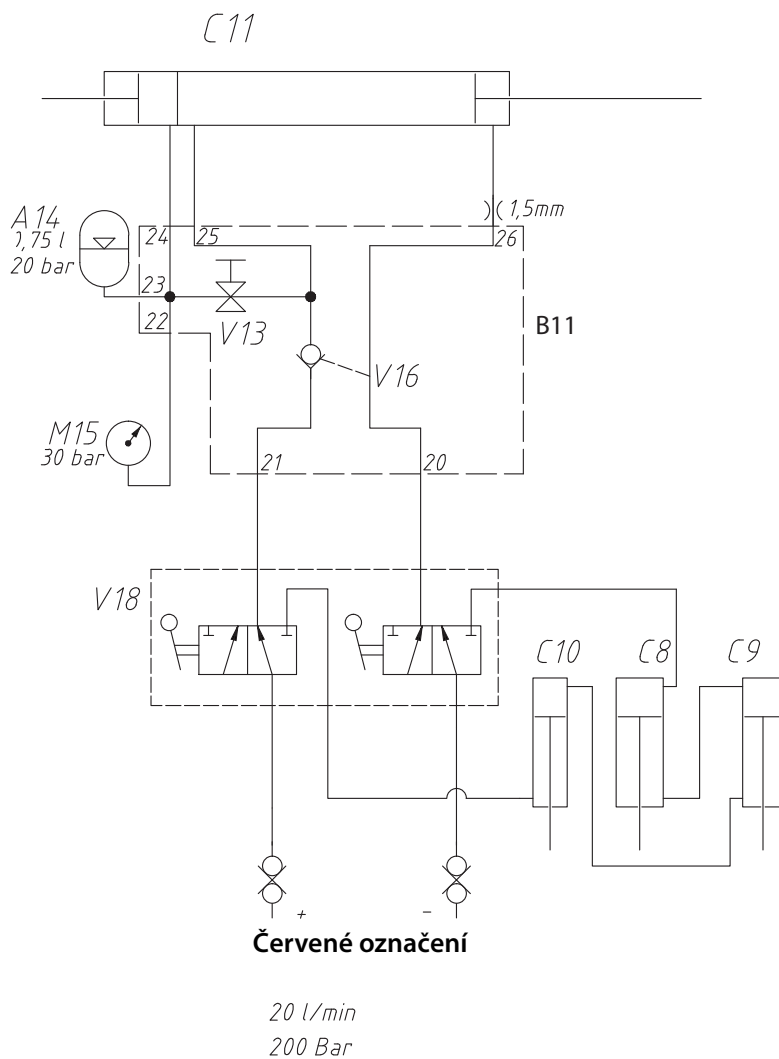 C11
)( 1,5mm
A14
),75 l
20 bar
24
25
26
23
22
V13
B11
V16
M15
30 bar
21
20
V18
C10
C8
C9
+
-
Červené označení
20 l/min
200 Bar